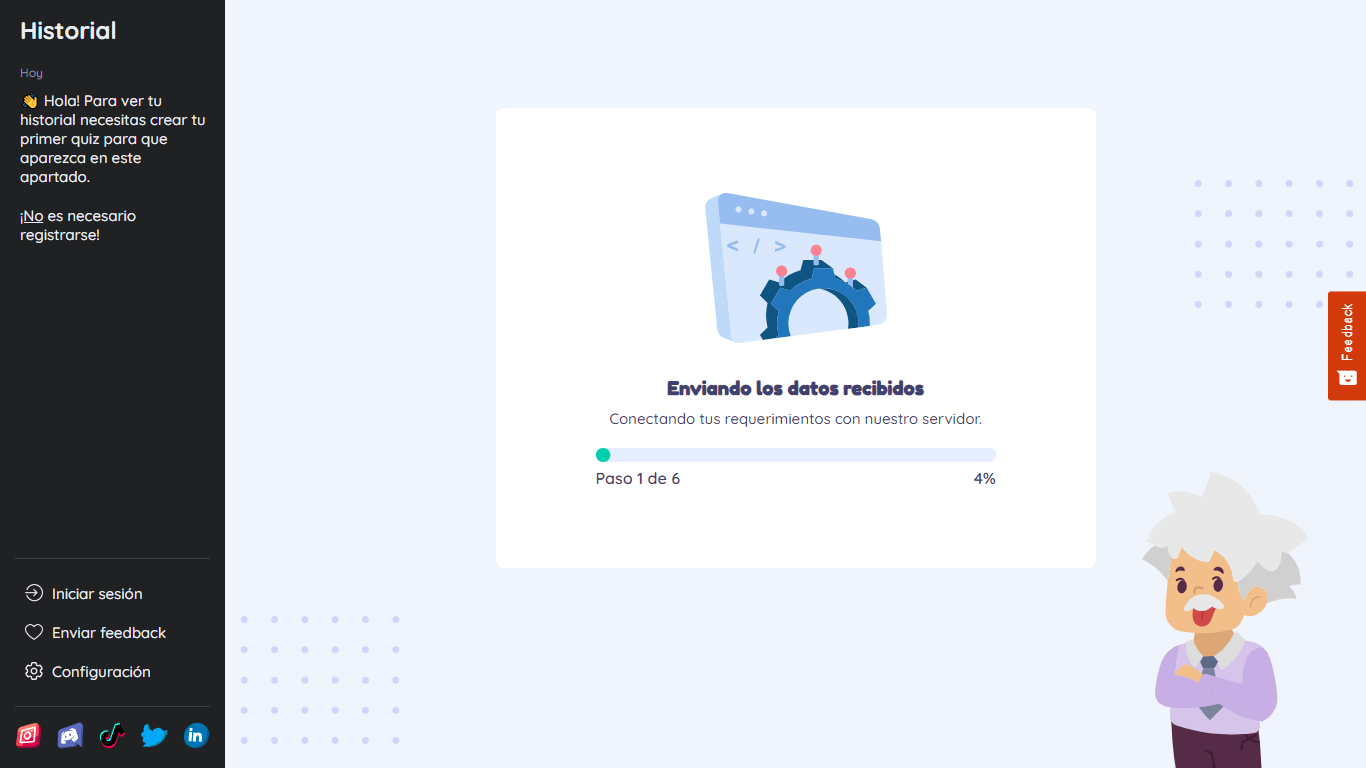 Historial
Hoy
👋 Hola! Para ver tu
historial necesitas crear tu
primer quiz para que
aparezca en este
apartado.
¡No es necesario
registrarse!
Iniciar sesión
Enviar feedback
Configuración
in
< / >
Enviando los datos recibidos
Conectando tus requerimientos con nuestro servidor.
Paso 1 de 6
4%
Feedback